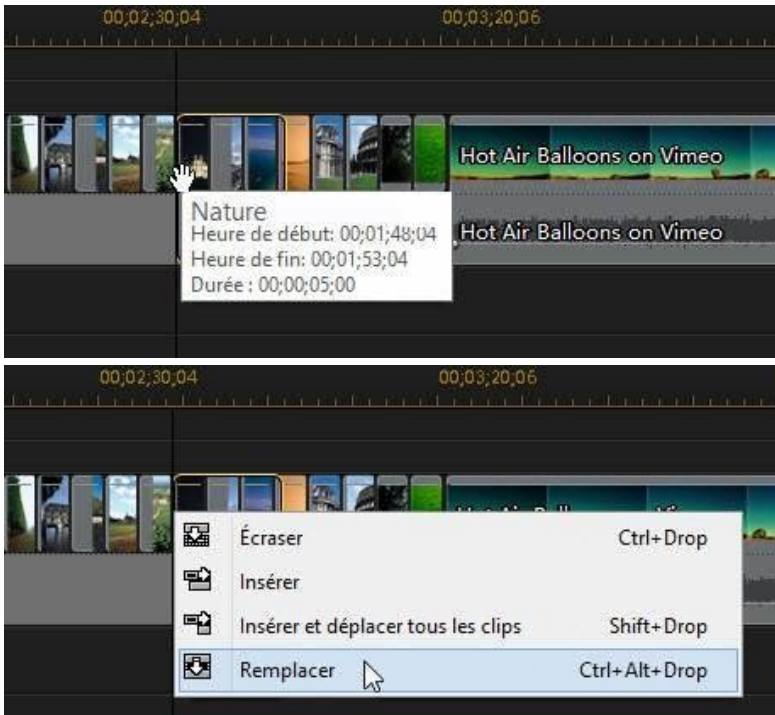 00;02;30;04 00;03;20;06
Hot Air Balloons on Vimeo
Nature
Heure de début: 00;01;48;04
Hot Air Balloons on Vimeo
Heure de fin: 00;01;53;04
Durée : 00;00;05;00
00;02;30;04 00;03;20;06
Écraser Ctrl+Drop
Insérer
Insérer et déplacer tous les clips Shift+Drop
Remplacer Ctrl+Alt+Drop